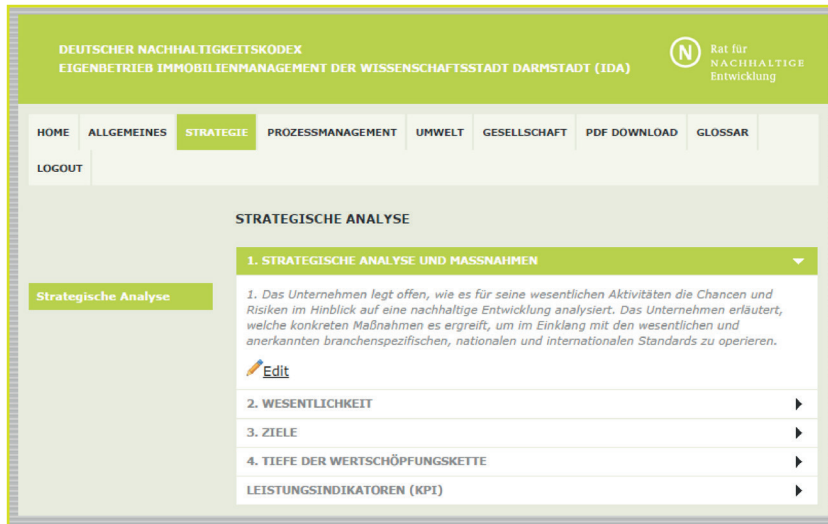 DEUTSCHER NACHHALTIGKEITSKODEX
EIGENBETRIEB IMMOBILIENMANAGEMENT DER WISSENSCHAFTSSTADT DARMSTADT (IDA)
N
Rat für
NACHHALTIGE
Entwicklung
HOME ALLGEMEINES STRATEGIE PROZESSMANAGEMENT UMWELT GESELLSCHAFT PDF DOWNLOAD GLOSSAR
LOGOUT
STRATEGISCHE ANALYSE
1. STRATEGISCHE ANALYSE UND MASSNAHMEN
Strategische Analyse
1. Das Unternehmen legt offen, wie es für seine wesentlichen Aktivitäten die Chancen und
Risiken im Hinblick auf eine nachhaltige Entwicklung analysiert. Das Unternehmen erläutert,
welche konkreten Maßnahmen es ergreift, um im Einklang mit den wesentlichen und
anerkannten branchenspezifischen, nationalen und internationalen Standards zu operieren.
Edit
2. WESENTLICHKEIT
3. ZIELE
4. TIEFE DER WERTSCHÖPFUNGSKETTE
LEISTUNGSINDIKATOREN (KPI)